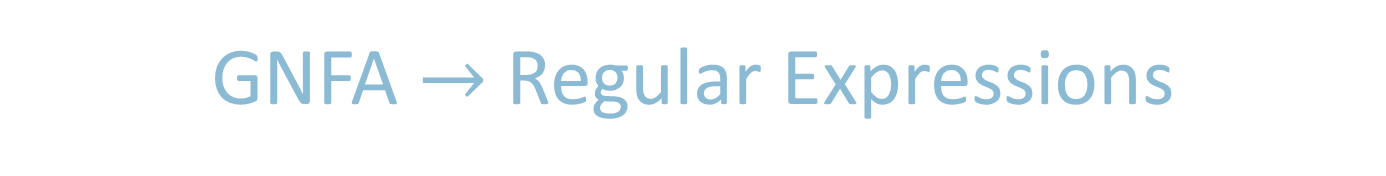 GNFA → Regular Expressions